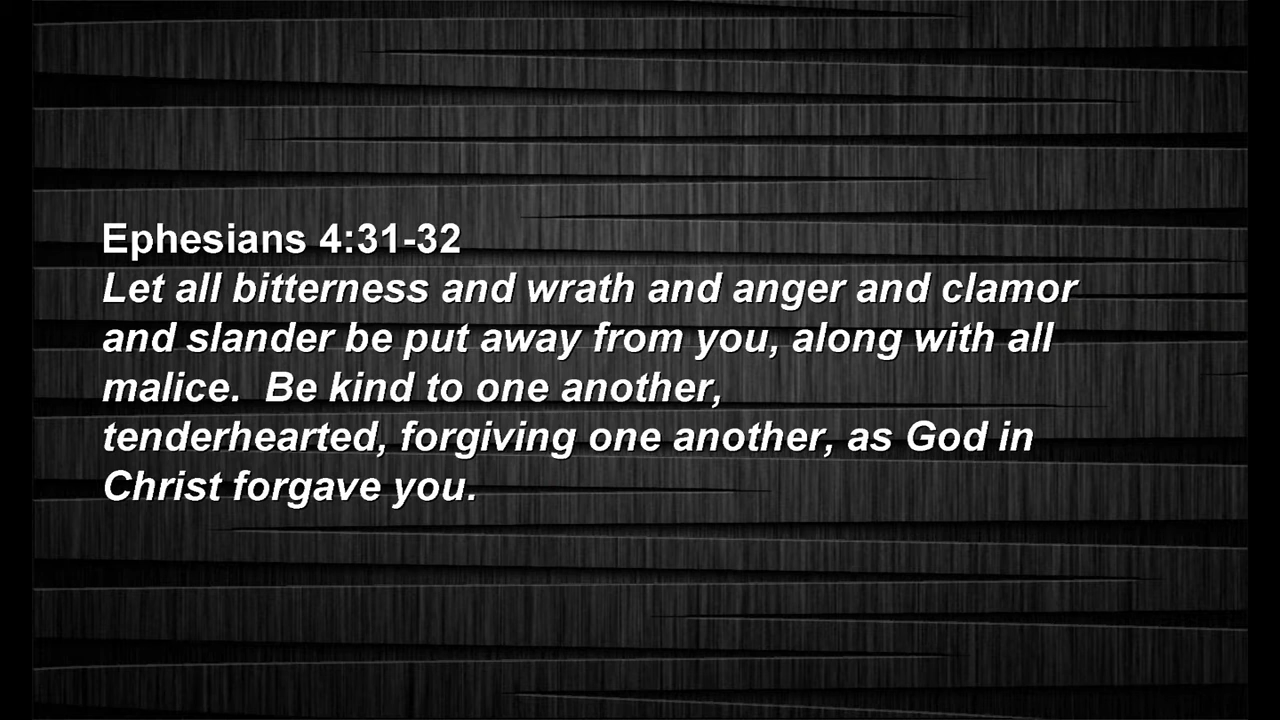 Ephesians 4:31-32
Let all bitterness and wrath and anger and clamor
and slander be put away from you, along with all
malice.  Be kind to one another,
tenderhearted, forgiving one another, as God in
Christ forgave you.